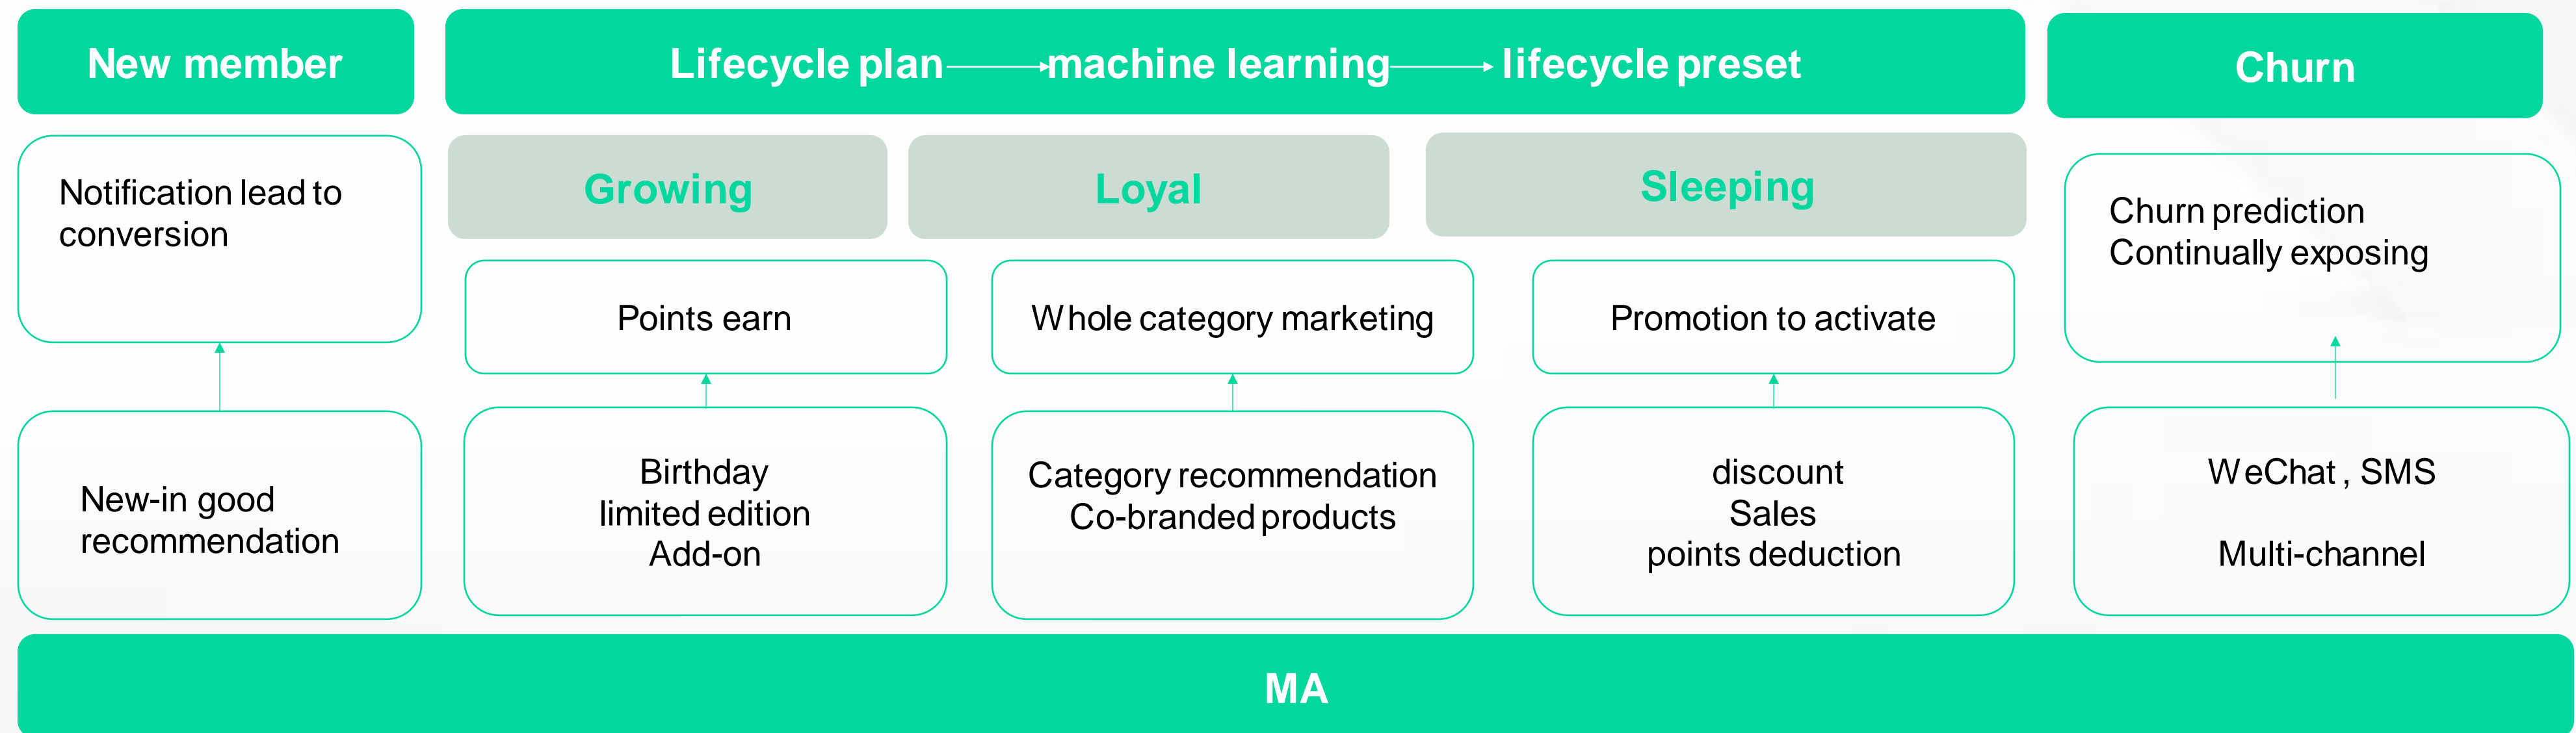 New member
Lifecycle plan machine learning lifecycle preset
Churn
Notification lead to
conversion
Growing
Loyal
Sleeping
Churn prediction
Continually exposing
Points earn
Whole category marketing
Promotion to activate
New-in good
recommendation
Birthday
limited edition
Add-on
Category recommendation
Co-branded products
discount
Sales
points deduction
WeChat , SMS
Multi-channel
MA